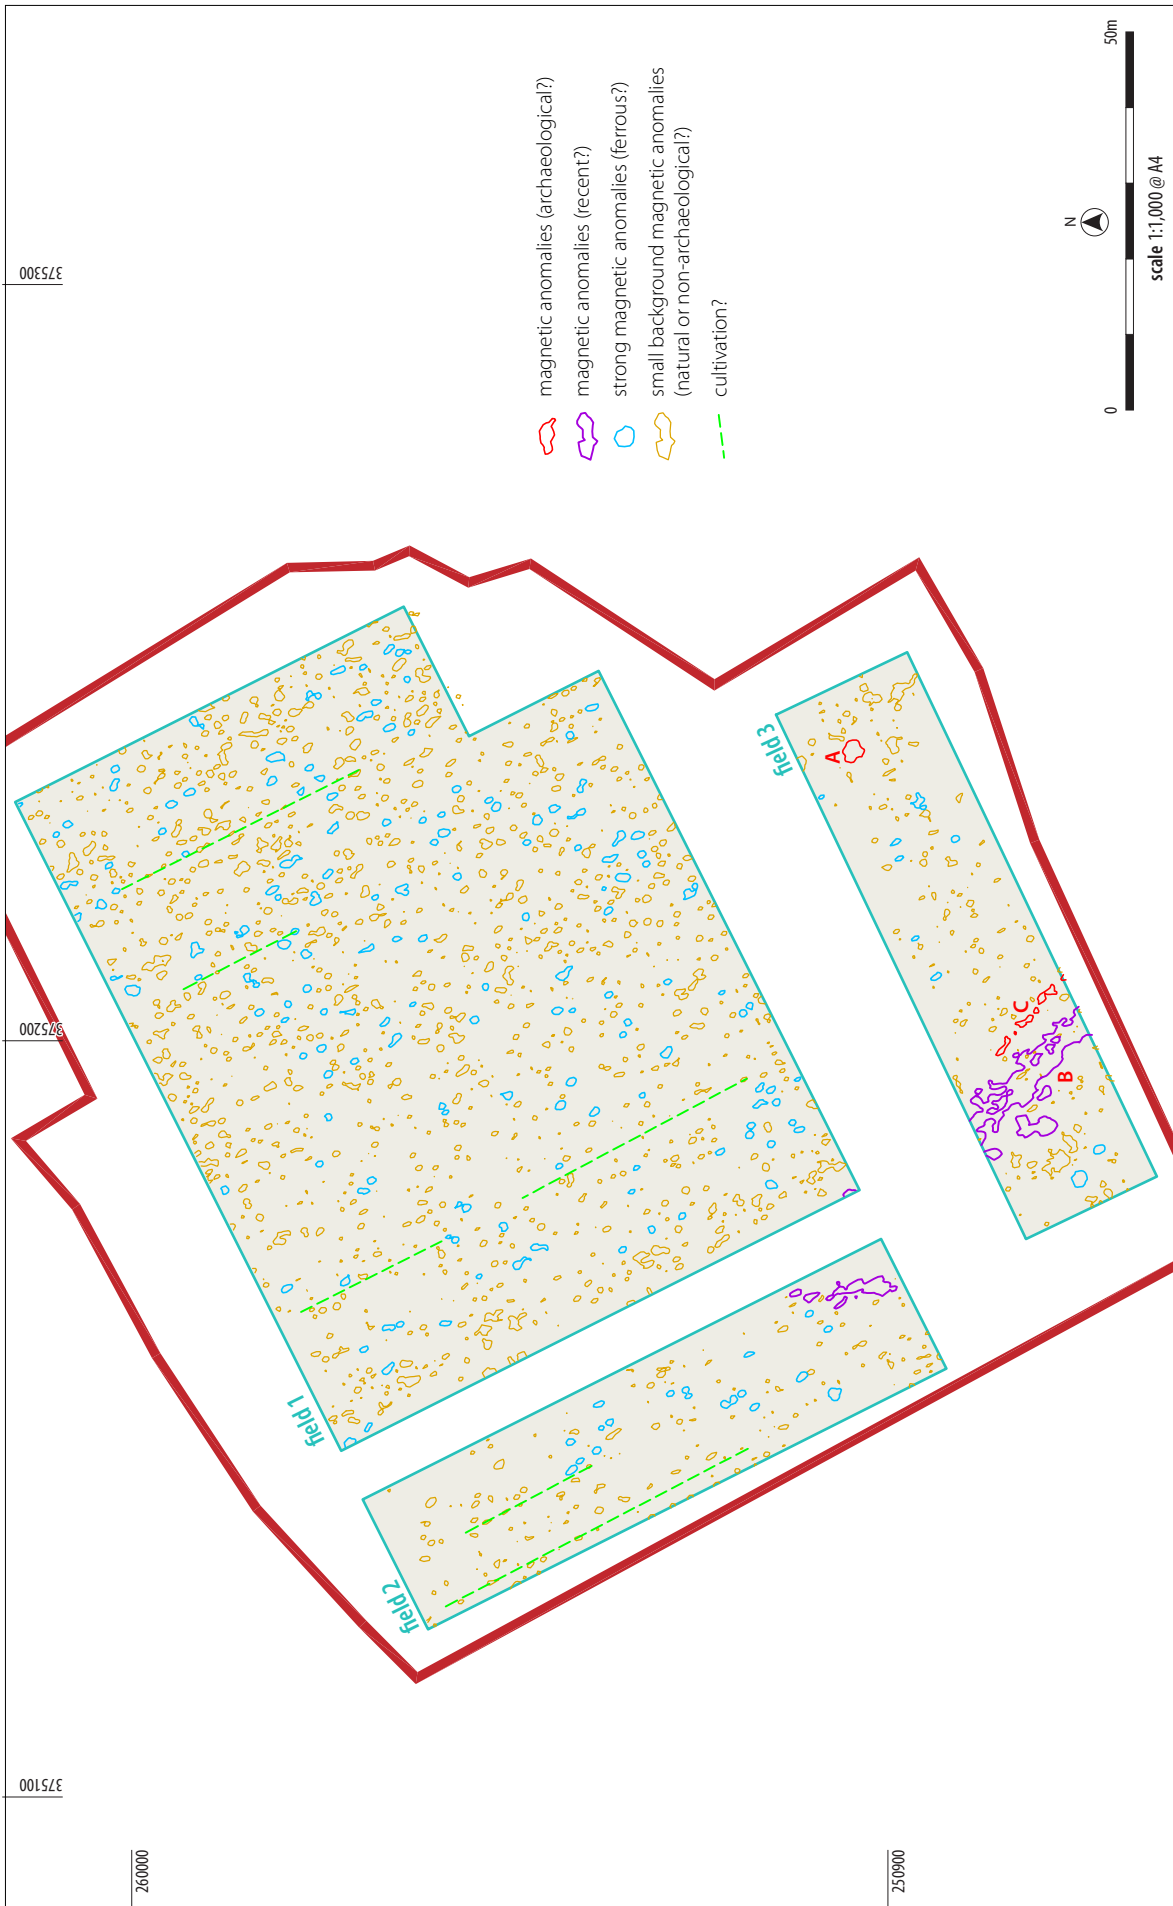 375300
375200
375100
260000
250900
field 1
field 2
field 3
A
B
C
magnetic anomalies (archaeological?)
magnetic anomalies (recent?)
strong magnetic anomalies (ferrous?)
small background magnetic anomalies
(natural or non-archaeological?)
cultivation?
N
0
50m
scale 1:1,000 @ A4